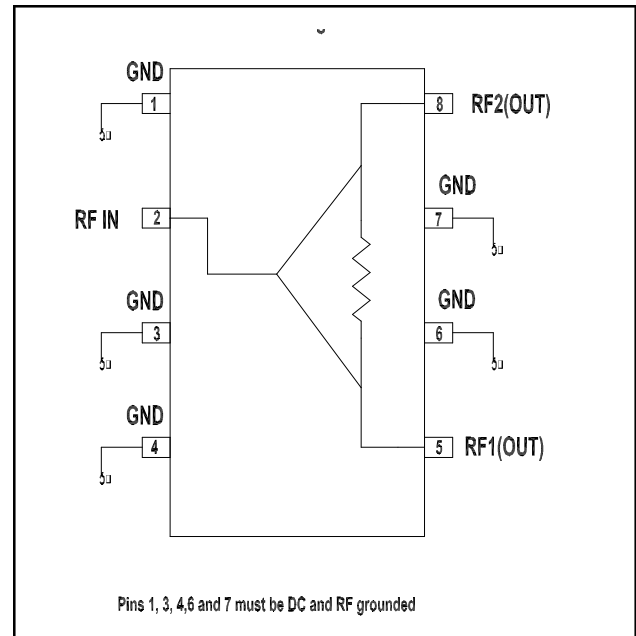 GND
1
8
RF2(OUT)
GND
RF IN
2
7
GND
GND
3
6
GND
4
5
RF1(OUT)
Pins 1, 3, 4,6 and 7 must be DC and RF grounded